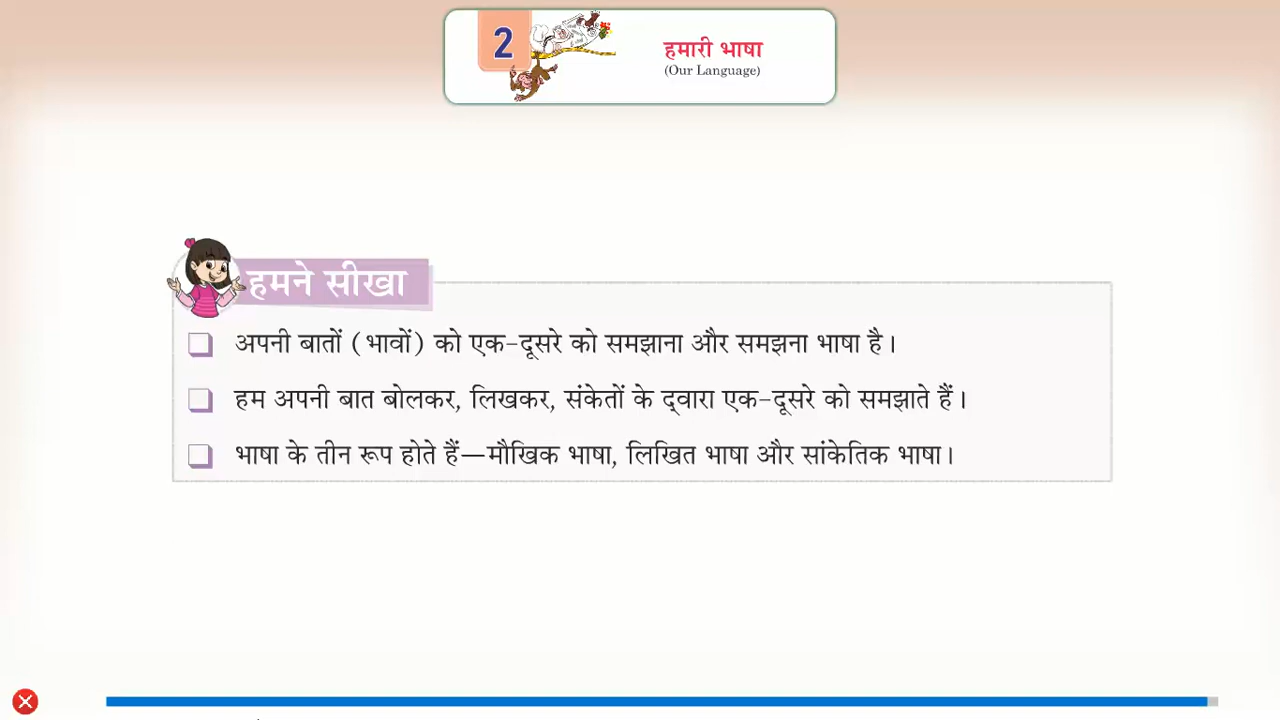 2
हमारी भाषा
(Our Language)
हमने सीखा
अपनी बातों (भावों) को एक-दूसरे को समझाना और समझना भाषा है।
हम अपनी बात बोलकर, लिखकर, संकेतों के द्‌वारा एक-दूसरे को समझाते हैं।
भाषा के तीन रूप होते हैं—मौखिक भाषा, लिखित भाषा और सांकेतिक भाषा।